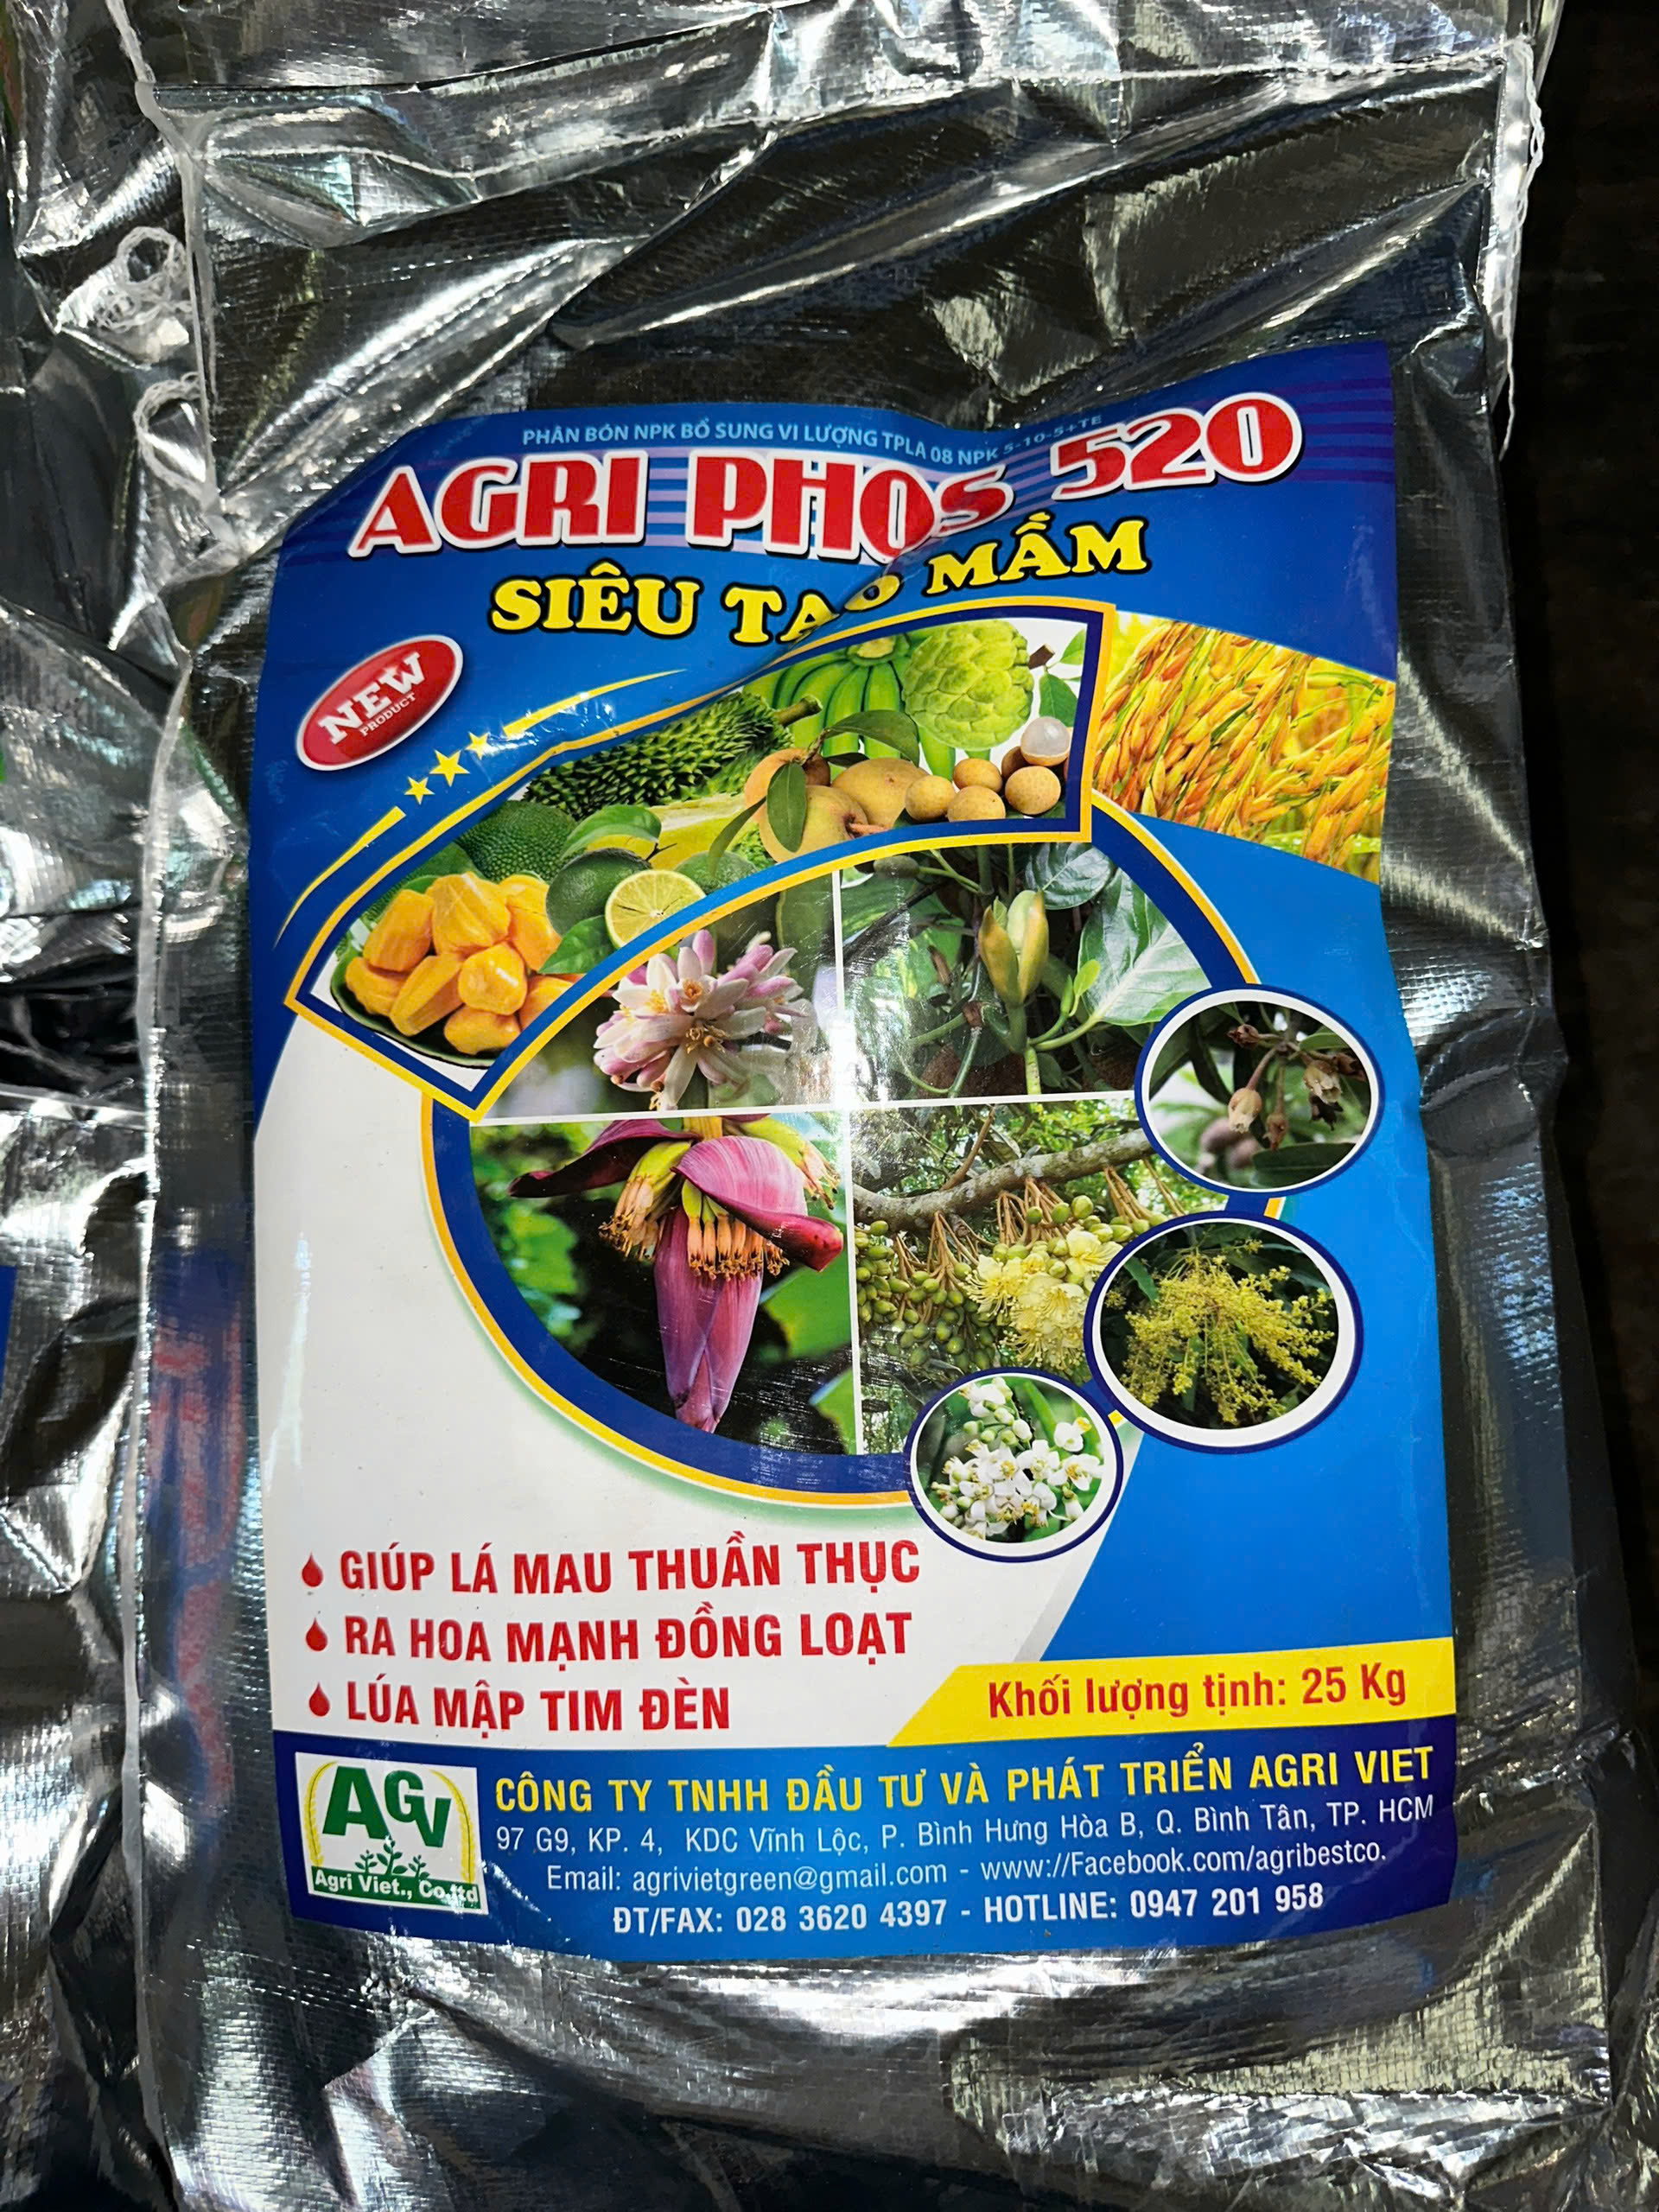 PHÂN BÓN NPK BỔ SUNG VI LƯỢNG TPLA 08 NPK 5-10-5+TE
AGRI PHOS 520
SIÊU TẠO MẦM
NEW
PRODUCT
GIÚP LÁ MAU THUẦN THỤC
RA HOA MẠNH ĐỒNG LOẠT
LÚA MẬP TIM ĐÈN
Khối lượng tịnh: 25 Kg
AGV
Agri Viet., Co.ltd
CÔNG TY TNHH ĐẦU TƯ VÀ PHÁT TRIỂN AGRI VIET
97 G9, KP. 4, KDC Vĩnh Lộc, P. Bình Hưng Hòa B, Q. Bình Tân, TP. HCM
Email: agrivietgreen@gmail.com - www://Facebook.com/agribestco.
ĐT/FAX: 028 3620 4397 - HOTLINE: 0947 201 958